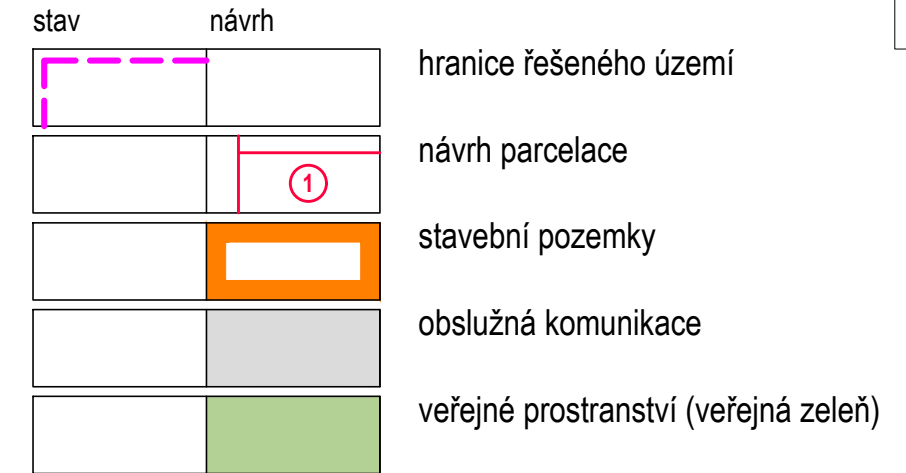 stav návrh
hranice řešeného území
návrh parcelace
1
stavební pozemky
obslužná komunikace
veřejné prostranství (veřejná zeleň)